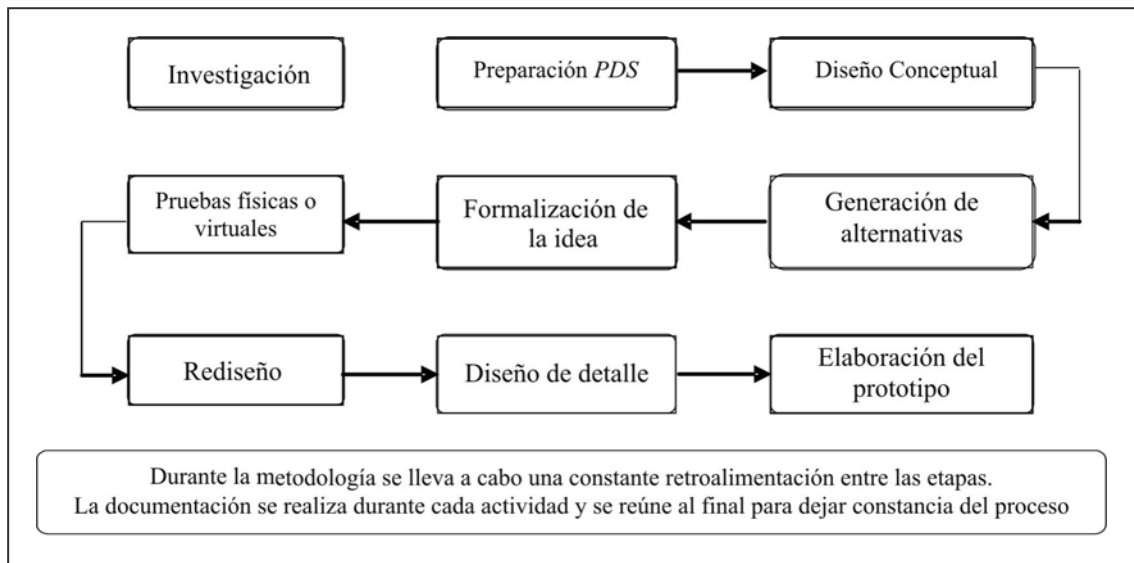 Investigación
Preparación PDS
Diseño Conceptual
Pruebas físicas o
virtuales
Formalización de
la idea
Generación de
alternativas
Rediseño
Diseño de detalle
Elaboración del
prototipo
Durante la metodología se lleva a cabo una constante retroalimentación entre las etapas.
La documentación se realiza durante cada actividad y se reúne al final para dejar constancia del proceso